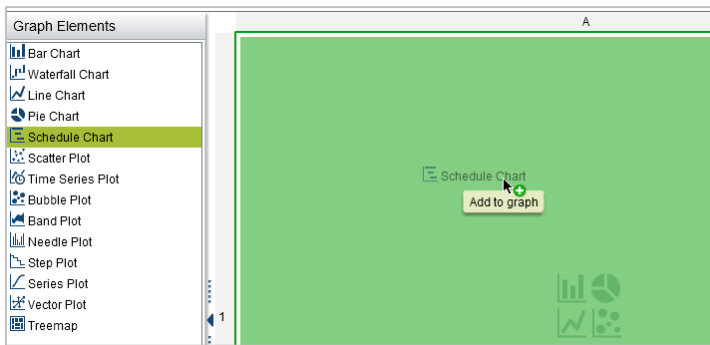 Graph Elements
Bar Chart
Waterfall Chart
Line Chart
Pie Chart
Schedule Chart
Scatter Plot
Time Series Plot
Bubble Plot
Band Plot
Needle Plot
Step Plot
Series Plot
Vector Plot
Treemap
A
1
Schedule Chart
Add to graph